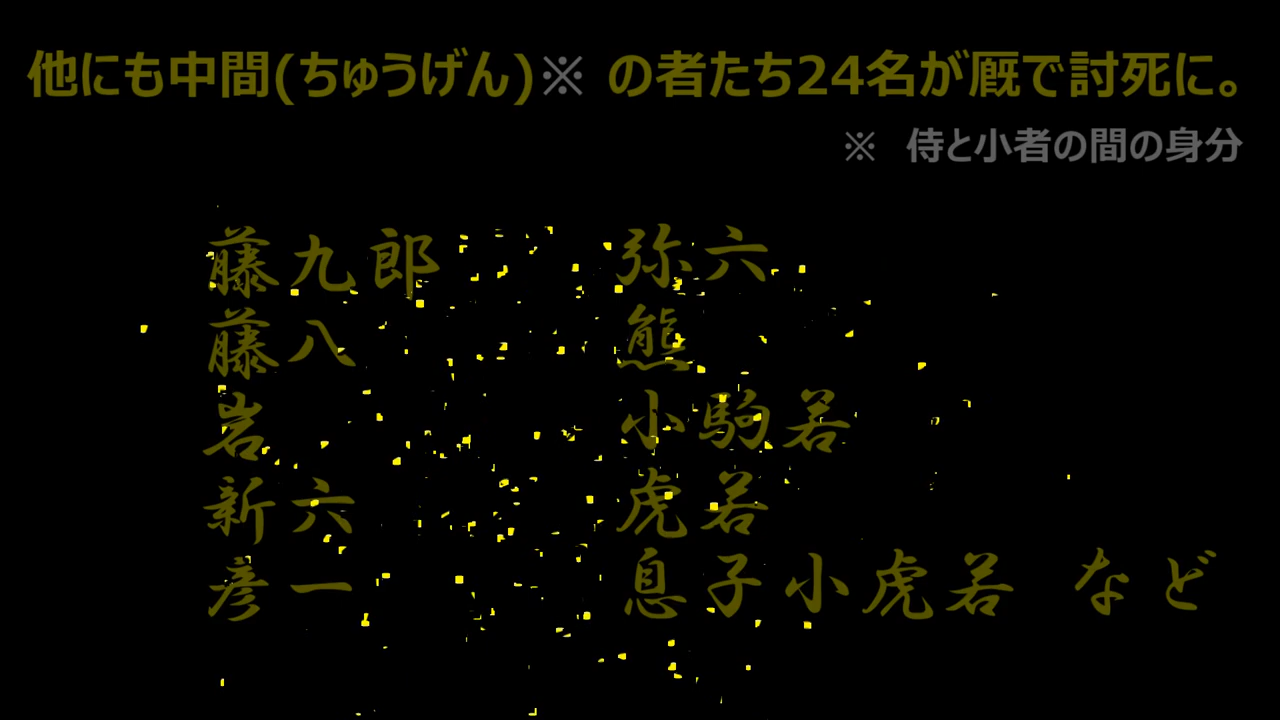 他にも中間(ちゅうげん)※ の者たち24名が厩で討死に。
※ 侍と小者の間の身分
藤九郎 弥六
藤八 熊
岩 小駒若
新六 虎若
彦一 息子小虎若 など